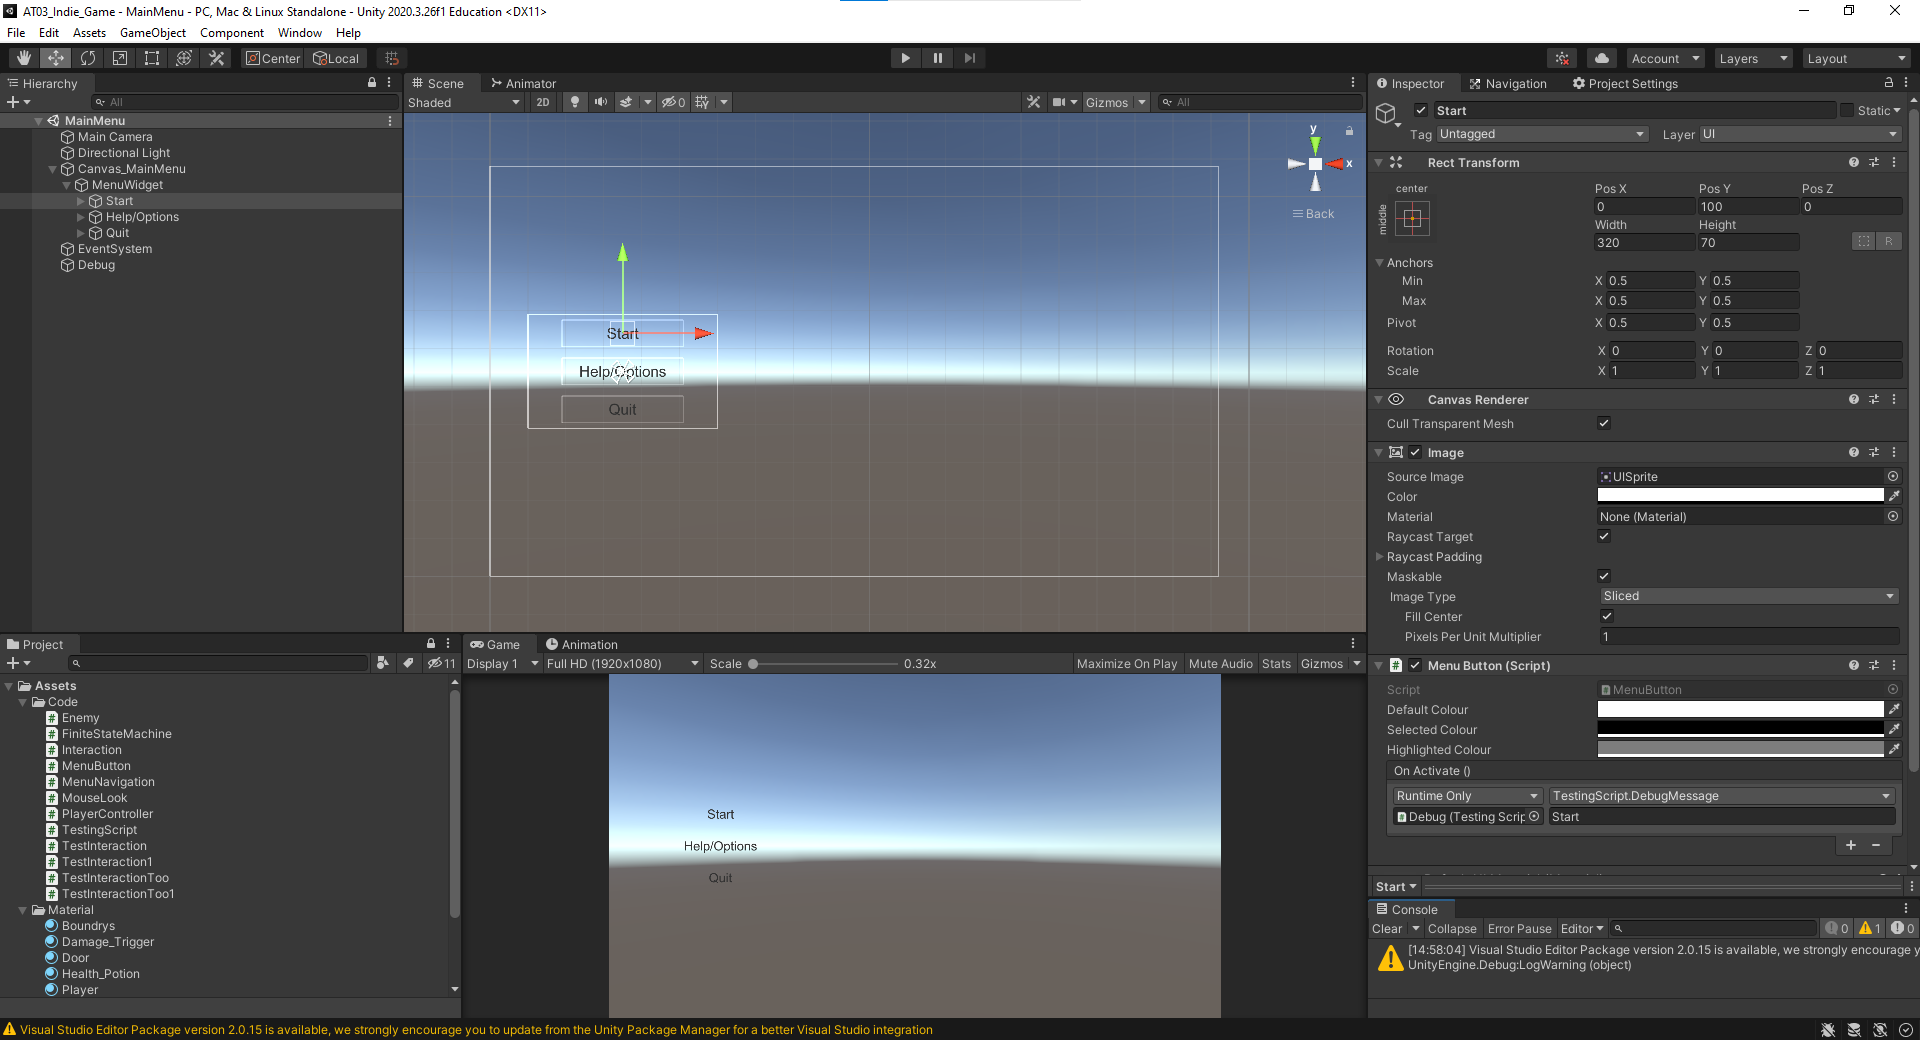 AT03_Indie_Game - MainMenu - PC, Mac & Linux Standalone - Unity 2020.3.26f1 Education <DX11>
File Edit Assets GameObject Component Window Help
Center Local Account Layers Layout
Hierarchy
All
MainMenu
Main Camera
Directional Light
Canvas_MainMenu
MenuWidget
Start
Help/Options
Quit
EventSystem
Debug
Scene Animator
Shaded 2D 0 Gizmos All
y
x
Back
Start
Help/Options
Quit
Inspector Navigation Project Settings
Start Static
Tag Untagged Layer UI
Rect Transform
center Pos X Pos Y Pos Z
middle 0 100 0
Width Height
320 70 R
Anchors
Min X 0.5 Y 0.5
Max X 0.5 Y 0.5
Pivot X 0.5 Y 0.5
Rotation X 0 Y 0 Z 0
Scale X 1 Y 1 Z 1
Canvas Renderer
Cull Transparent Mesh
Image
Source Image UISprite
Color
Material None (Material)
Raycast Target
Raycast Padding
Maskable
Image Type Sliced
Fill Center
Pixels Per Unit Multiplier 1
Menu Button (Script)
Script MenuButton
Default Colour
Selected Colour
Highlighted Colour
On Activate ()
Runtime Only TestingScript.DebugMessage
Debug (Testing Scrip Start
Start
Project
11
Assets
Code
Enemy
FiniteStateMachine
Interaction
MenuButton
MenuNavigation
MouseLook
PlayerController
TestingScript
TestInteraction
TestInteraction1
TestInteractionToo
TestInteractionToo1
Material
Boundrys
Damage_Trigger
Door
Health_Potion
Player
Game Animation
Display 1 Full HD (1920x1080) Scale 0.32x Maximize On Play Mute Audio Stats Gizmos
Start
Help/Options
Quit
Console
Clear Collapse Error Pause Editor 0 1 0
[14:58:04] Visual Studio Editor Package version 2.0.15 is available, we strongly encourage y
UnityEngine.Debug:LogWarning (object)
Visual Studio Editor Package version 2.0.15 is available, we strongly encourage you to update from the Unity Package Manager for a better Visual Studio integration